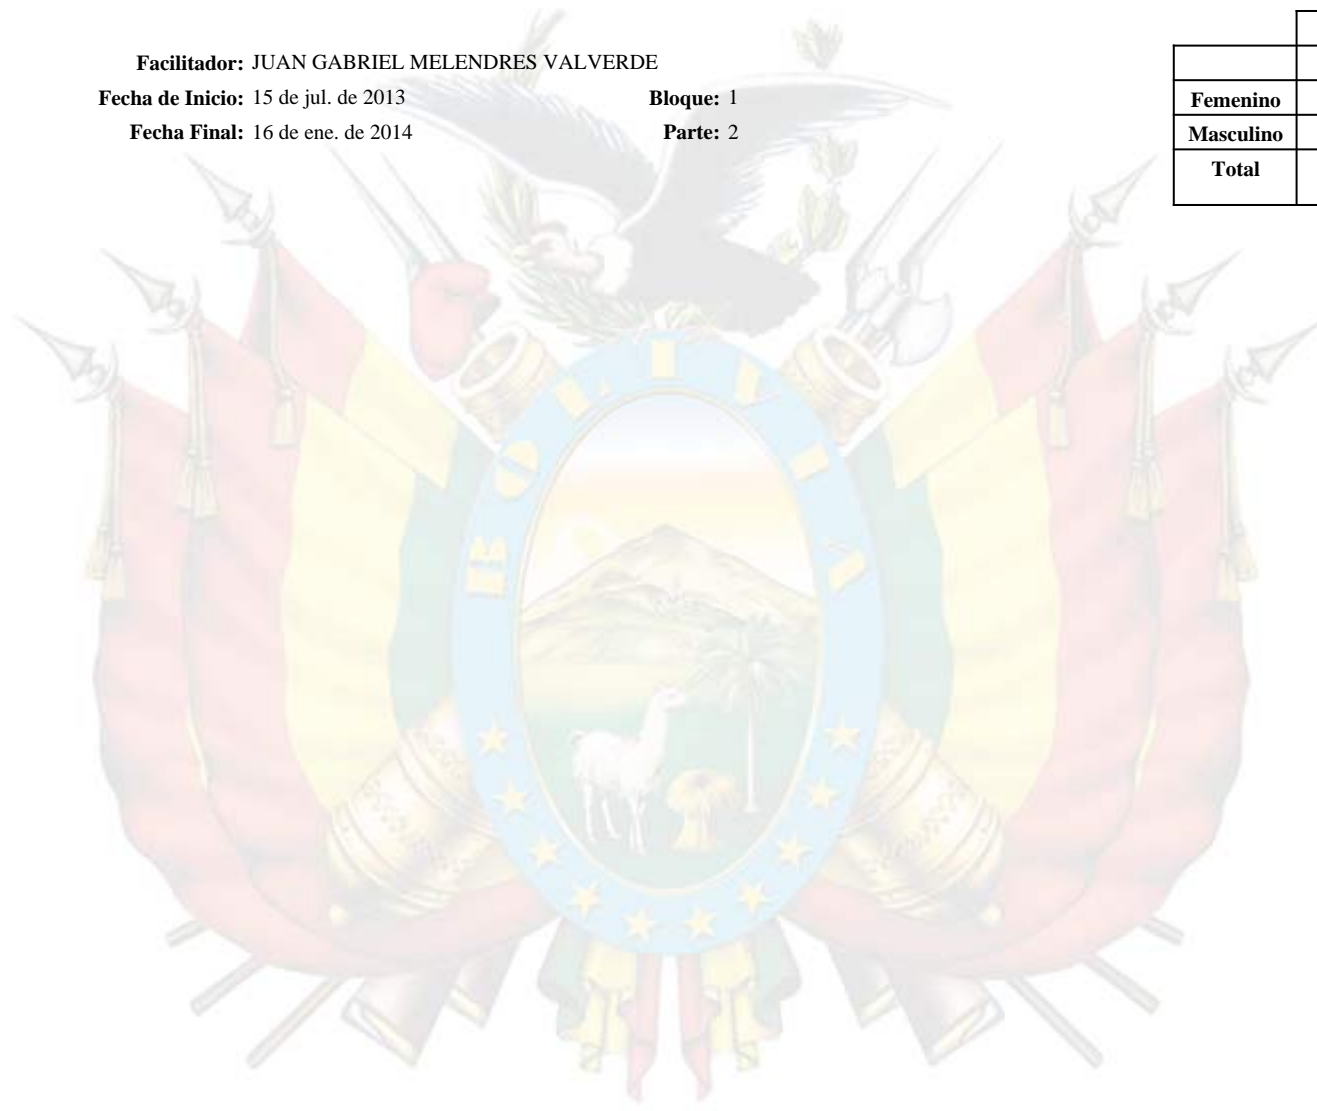 Facilitador: JUAN GABRIEL MELENDRES VALVERDE
Fecha de Inicio: 15 de jul. de 2013 Bloque: 1
Fecha Final: 16 de ene. de 2014 Parte: 2
Femenino
Masculino
Total
BOLIVIA